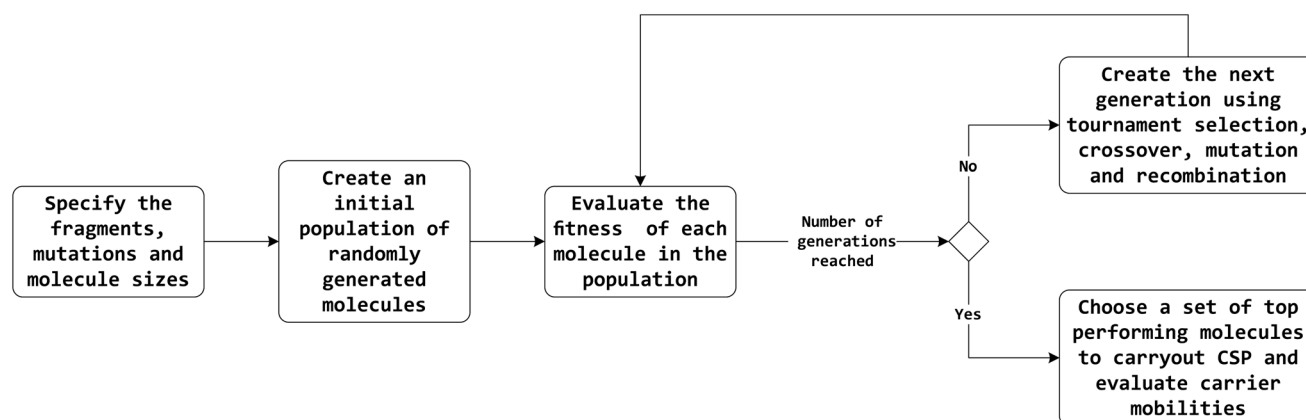 Specify the
fragments,
mutations and
molecule sizes
Create an
initial
population of
randomly
generated
molecules
Evaluate the
fitness of each
molecule in the
population
Number of
generations
reached
No
Yes
Create the next
generation using
tournament selection,
crossover, mutation
and recombination
Choose a set of top
performing molecules
to carryout CSP and
evaluate carrier
mobilities